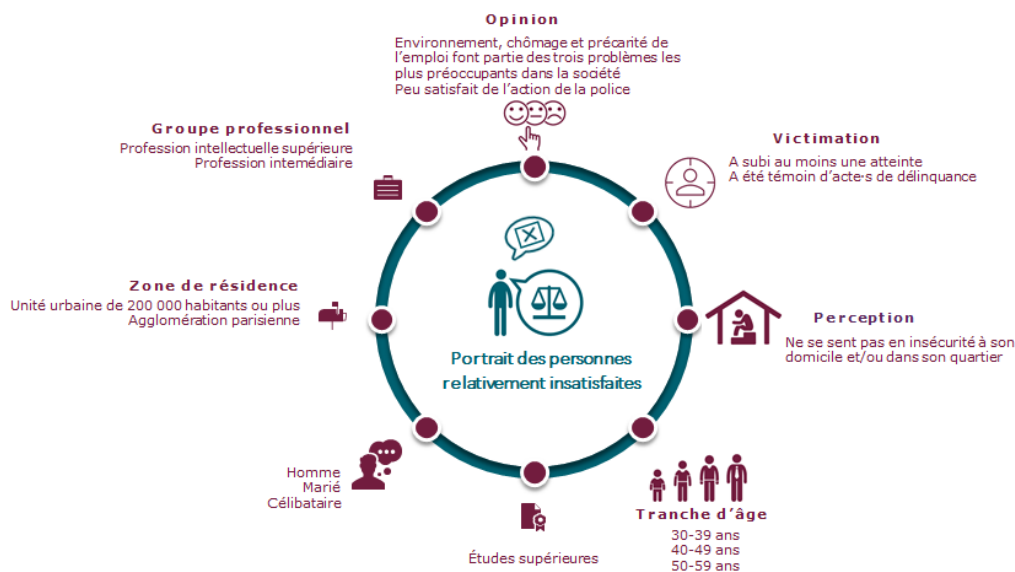 Opinion
Environnement, chômage et précarité de
l'emploi font partie des trois problèmes les
plus préoccupants dans la société
Peu satisfait de l'action de la police
Groupe professionnel
Profession intellectuelle supérieure
Profession intemédiaire
Victimation
A subi au moins une atteinte
A été témoin d'acte·s de délinquance
Zone de résidence
Unité urbaine de 200 000 habitants ou plus
Agglomération parisienne
Perception
Ne se sent pas en insécurité à son
domicile et/ou dans son quartier
Portrait des personnes
relativement insatisfaites
Homme
Marié
Célibataire
Études supérieures
Tranche d'âge
30-39 ans
40-49 ans
50-59 ans